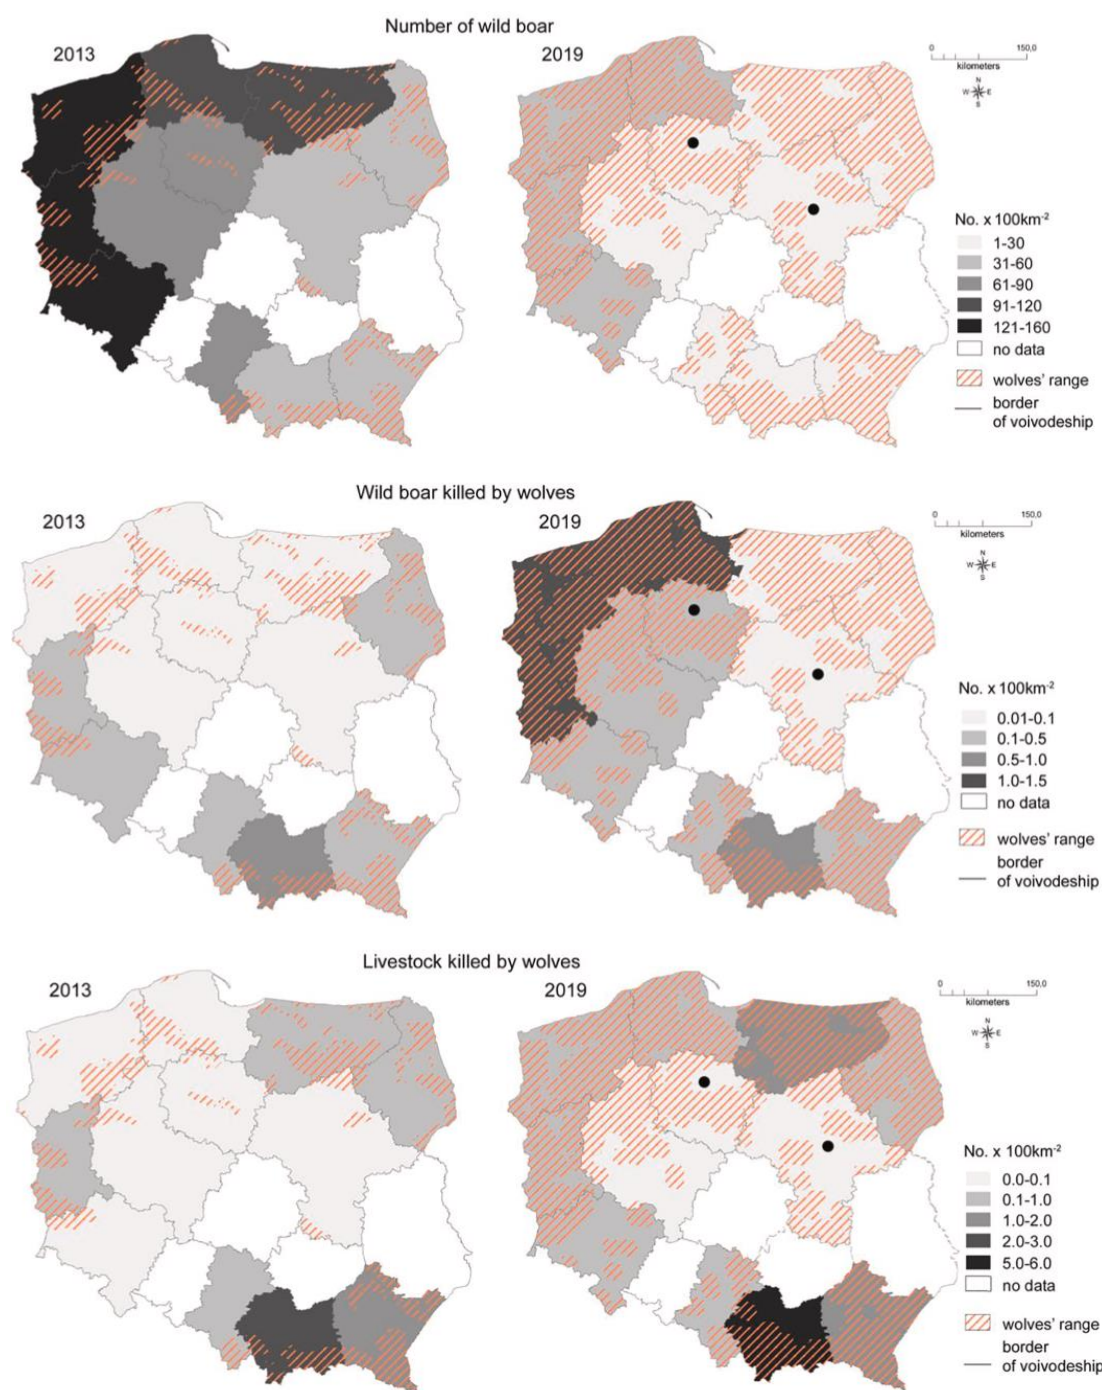 Number of wild boar
2013
2019
0 150,0
kilometers
N
W E
S
No. x 100km-2
1-30
31-60
61-90
91-120
121-160
no data
wolves' range
border
of voivodeship
Wild boar killed by wolves
2013
2019
0 150,0
kilometers
N
W E
S
No. x 100km-2
0.01-0.1
0.1-0.5
0.5-1.0
1.0-1.5
no data
wolves' range
border
of voivodeship
Livestock killed by wolves
2013
2019
0 150,0
kilometers
N
W E
S
No. x 100km-2
0.0-0.1
0.1-1.0
1.0-2.0
2.0-3.0
5.0-6.0
no data
wolves' range
border
of voivodeship